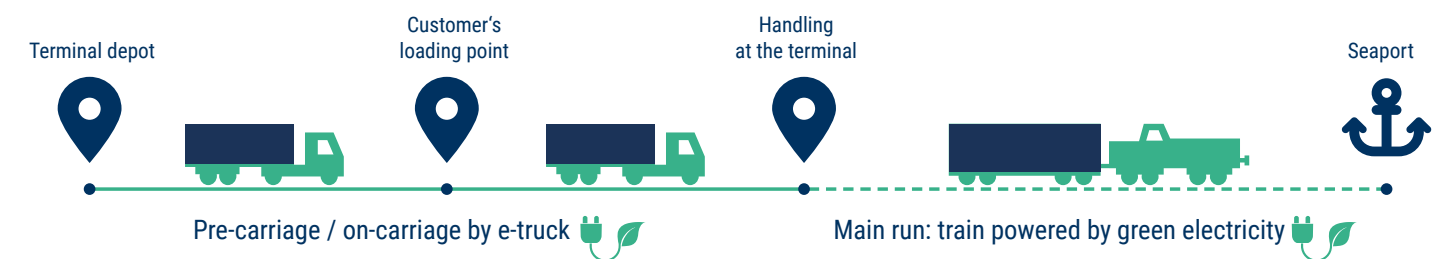 Terminal depot
Customer‘s
loading point
Handling
at the terminal
Seaport
Pre-carriage / on-carriage by e-truck
Main run: train powered by green electricity